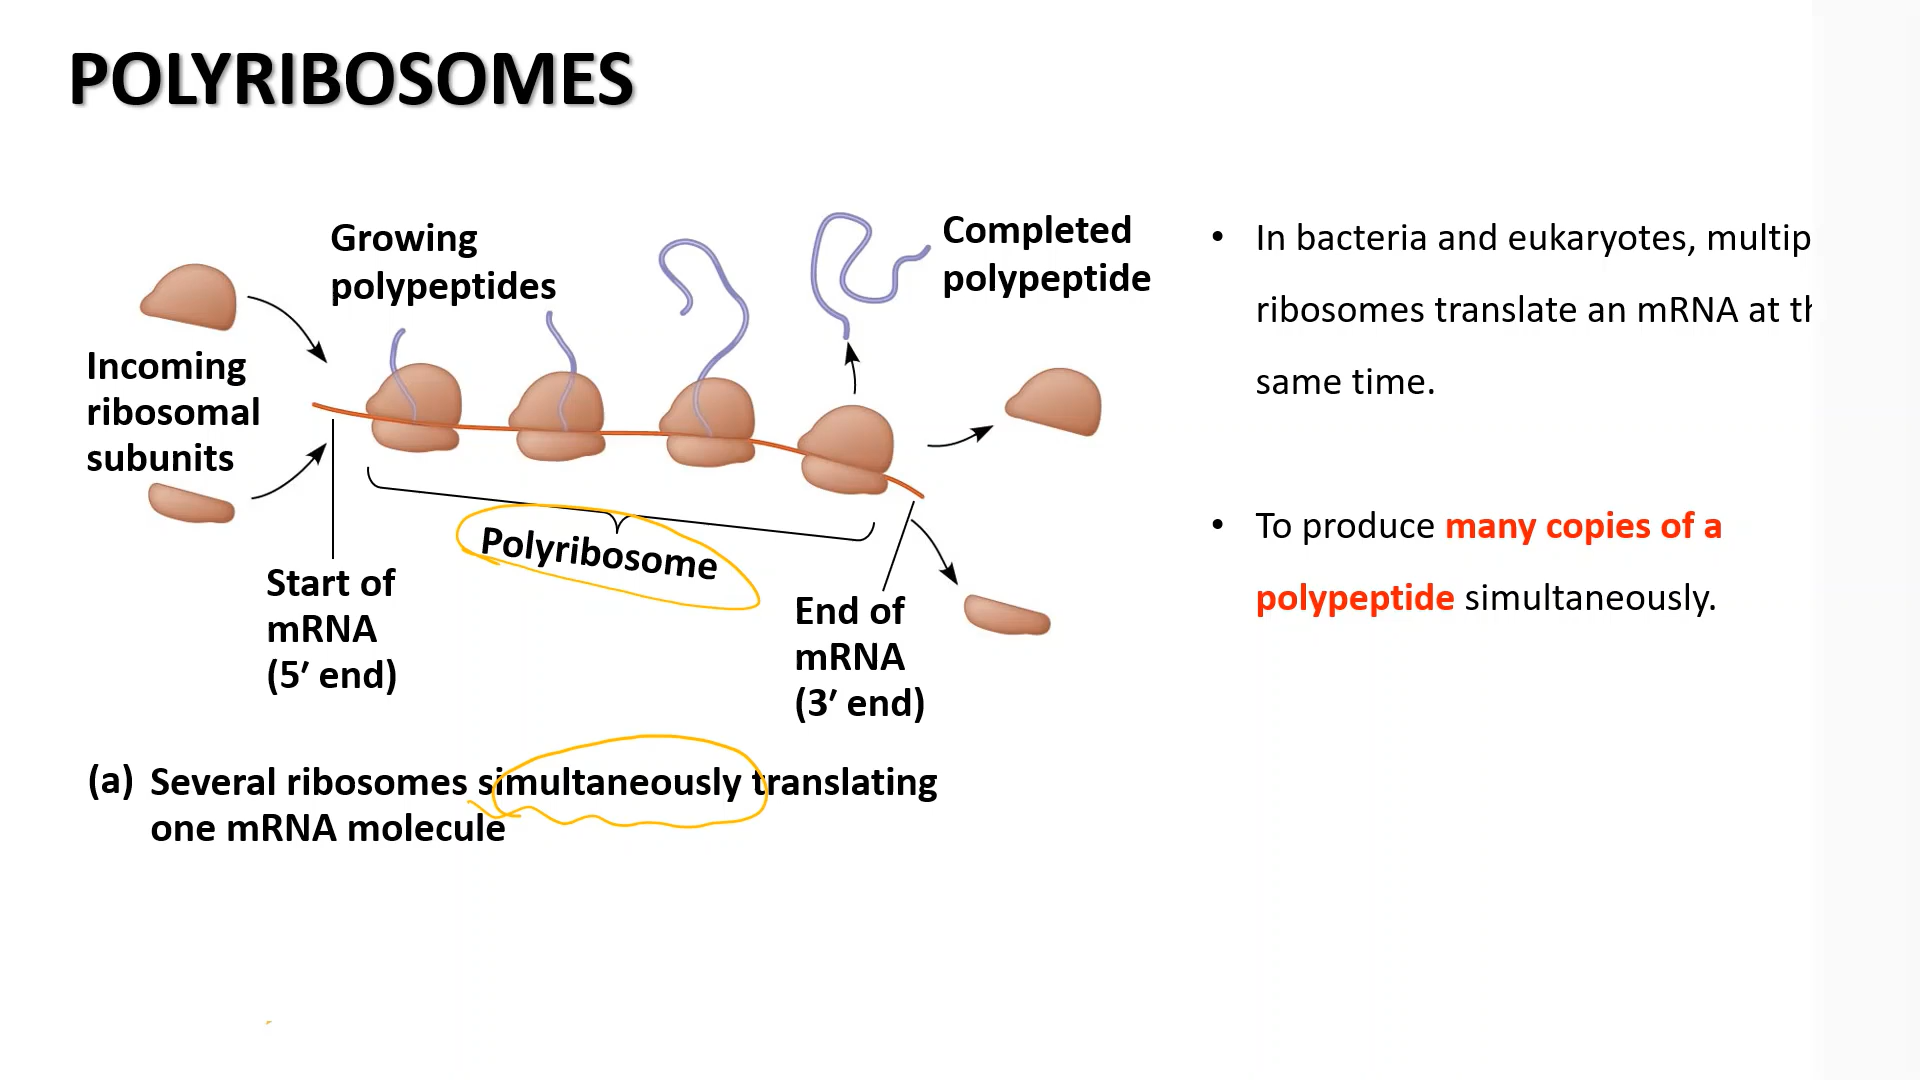 POLYRIBOSOMES
Growing
polypeptides
Completed
polypeptide
Incoming
ribosomal
subunits
Polyribosome
Start of
mRNA
(5′ end)
End of
mRNA
(3′ end)
(a) Several ribosomes simultaneously translating
one mRNA molecule
• In bacteria and eukaryotes, multip
ribosomes translate an mRNA at th
same time.
• To produce many copies of a
polypeptide simultaneously.